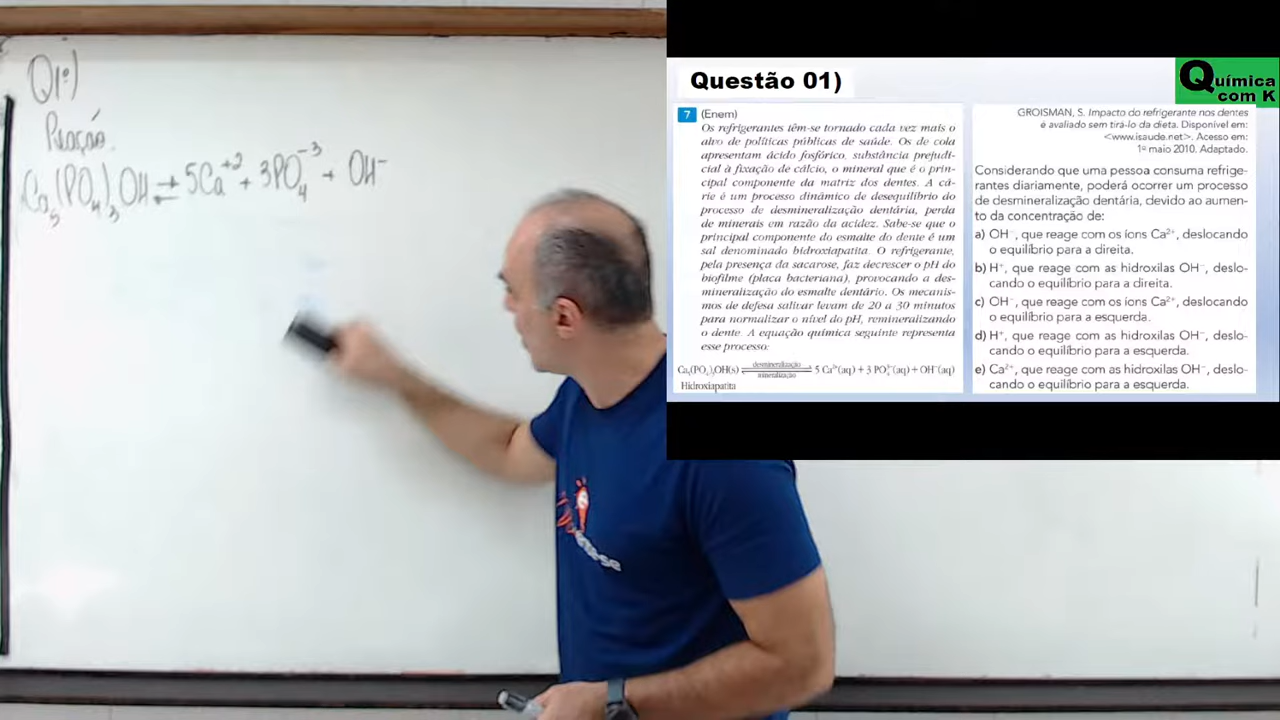 Q1º)
Reação.
Ca₅(PO₄)₃OH ⇌ 5Ca⁺² + 3PO₄⁻³ + OH⁻
Questão 01)
Química
com K
7 (Enem)
Os refrigerantes têm-se tornado cada vez mais o
alvo de políticas públicas de saúde. Os de cola
apresentam ácido fosfórico, substância prejudi-
cial à fixação de cálcio, o mineral que é o prin-
cipal componente da matriz dos dentes. A cá-
rie é um processo dinâmico de desequilíbrio do
processo de desmineralização dentária, perda
de minerais em razão da acidez. Sabe-se que o
principal componente do esmalte do dente é um
sal denominado hidroxiapatita. O refrigerante,
pela presença da sacarose, faz decrescer o pH do
biofilme (placa bacteriana), provocando a des-
mineralização do esmalte dentário. Os mecanis-
mos de defesa salivar levam de 20 a 30 minutos
para normalizar o nível do pH, remineralizando
o dente. A equação química seguinte representa
esse processo:
desmineralização
Ca₅(PO₄)₃OH(s) ⇌ 5 Ca²⁺(aq) + 3 PO₄³⁻(aq) + OH⁻(aq)
mineralização
Hidroxiapatita
GROISMAN, S. Impacto do refrigerante nos dentes
é avaliado sem tirá-lo da dieta. Disponível em:
<www.isaude.net>. Acesso em:
1º maio 2010. Adaptado.
Considerando que uma pessoa consuma refrige-
rantes diariamente, poderá ocorrer um processo
de desmineralização dentária, devido ao aumen-
to da concentração de:
a) OH⁻, que reage com os íons Ca²⁺, deslocando
o equilíbrio para a direita.
b) H⁺, que reage com as hidroxilas OH⁻, deslo-
cando o equilíbrio para a direita.
c) OH⁻, que reage com os íons Ca²⁺, deslocando
o equilíbrio para a esquerda.
d) H⁺, que reage com as hidroxilas OH⁻, deslo-
cando o equilíbrio para a esquerda.
e) Ca²⁺, que reage com as hidroxilas OH⁻, deslo-
cando o equilíbrio para a esquerda.